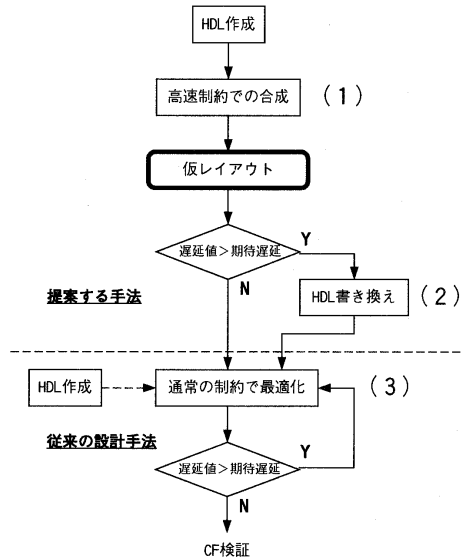 HDL作成
高速制約での合成
(1)
仮レイアウト
遅延値>期待遅延
Y
N
提案する手法
HDL書き換え
(2)
HDL作成
通常の制約で最適化
(3)
従来の設計手法
遅延値>期待遅延
Y
N
CF検証